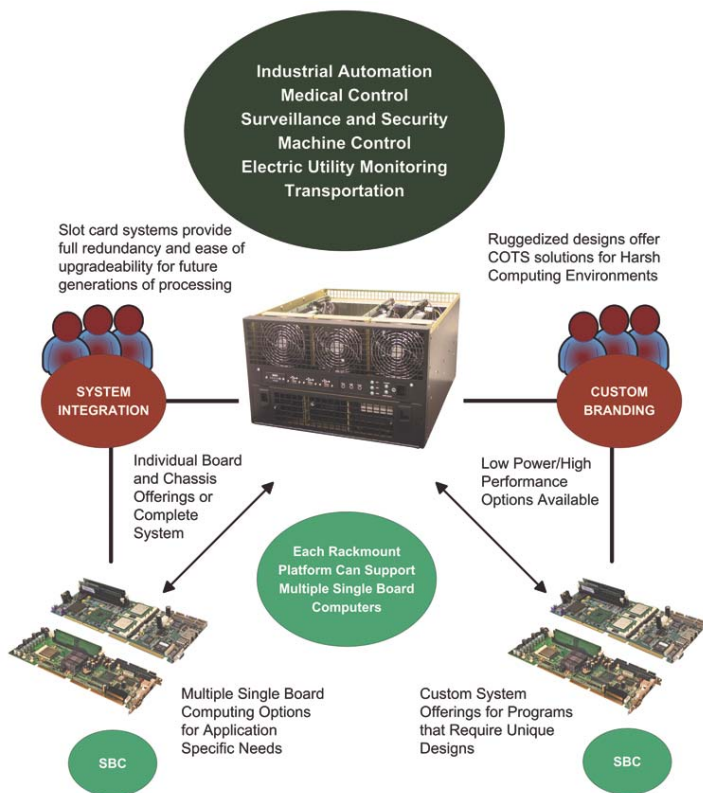 Industrial Automation
Medical Control
Surveillance and Security
Machine Control
Electric Utility Monitoring
Transportation
Slot card systems provide
full redundancy and ease of
upgradeability for future
generations of processing
Ruggedized designs offer
COTS solutions for Harsh
Computing Environments
SYSTEM
INTEGRATION
CUSTOM
BRANDING
Individual Board
and Chassis
Offerings or
Complete
System
Low Power/High
Performance
Options Available
Each Rackmount
Platform Can Support
Multiple Single Board
Computers
Multiple Single Board
Computing Options
for Application
Specific Needs
Custom System
Offerings for Programs
that Require Unique
Designs
SBC
SBC